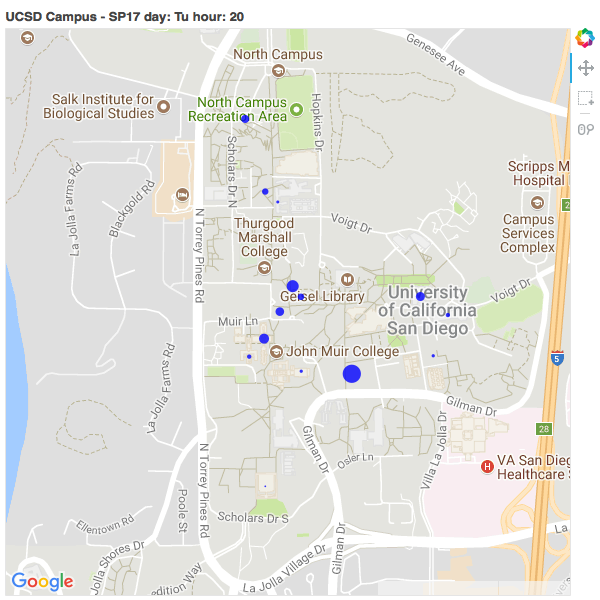 UCSD Campus - SP17 day: Tu hour: 20
Genesee Ave
North Campus
Salk Institute for
Biological Studies
North Campus
Recreation Area
Hopkins Dr
Scholars Dr N
Scripps M
Hospital
La Jolla Farms Rd
Blackgold Rd
2
N Torrey Pines Rd
Voigt Dr
Campus
Services
Complex
Thurgood
Marshall
College
Geisel Library
University
of California
San Diego
Voigt Dr
Muir Ln
John Muir College
5
La Jolla Farms Rd
Gilman Dr
28
Gilman Dr
Villa La Jolla Dr
N Torrey Pines Rd
Osler Ln
H
VA San Dieg
Healthcare S
Poole St
Ellentown Rd
Scholars Dr S
Gilman Dr
La
La Jolla Shores Dr
La Jolla Village Dr
edition Way
Google